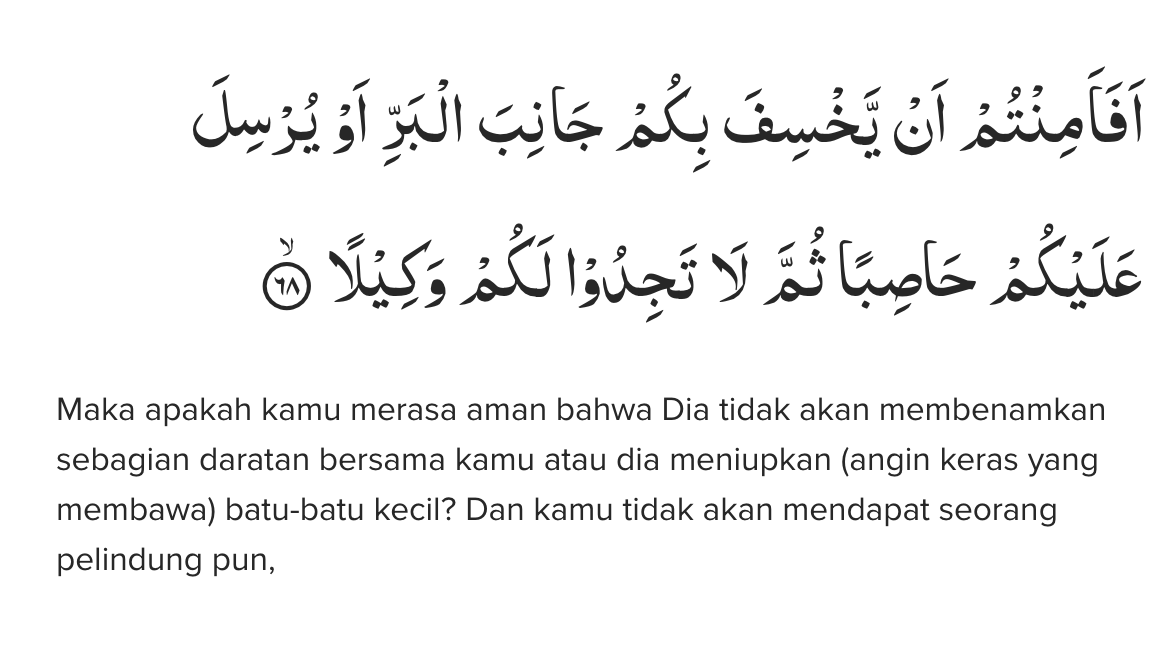 اَفَاَمِنْتُمْ اَنْ يَّخْسِفَ بِكُمْ جَانِبَ الْبَرِّ اَوْ يُرْسِلَ
عَلَيْكُمْ حَاصِبًا ثُمَّ لَا تَجِدُوْا لَكُمْ وَكِيْلًا ۙ ٦٨
Maka apakah kamu merasa aman bahwa Dia tidak akan membenamkan
sebagian daratan bersama kamu atau dia meniupkan (angin keras yang
membawa) batu-batu kecil? Dan kamu tidak akan mendapat seorang
pelindung pun,